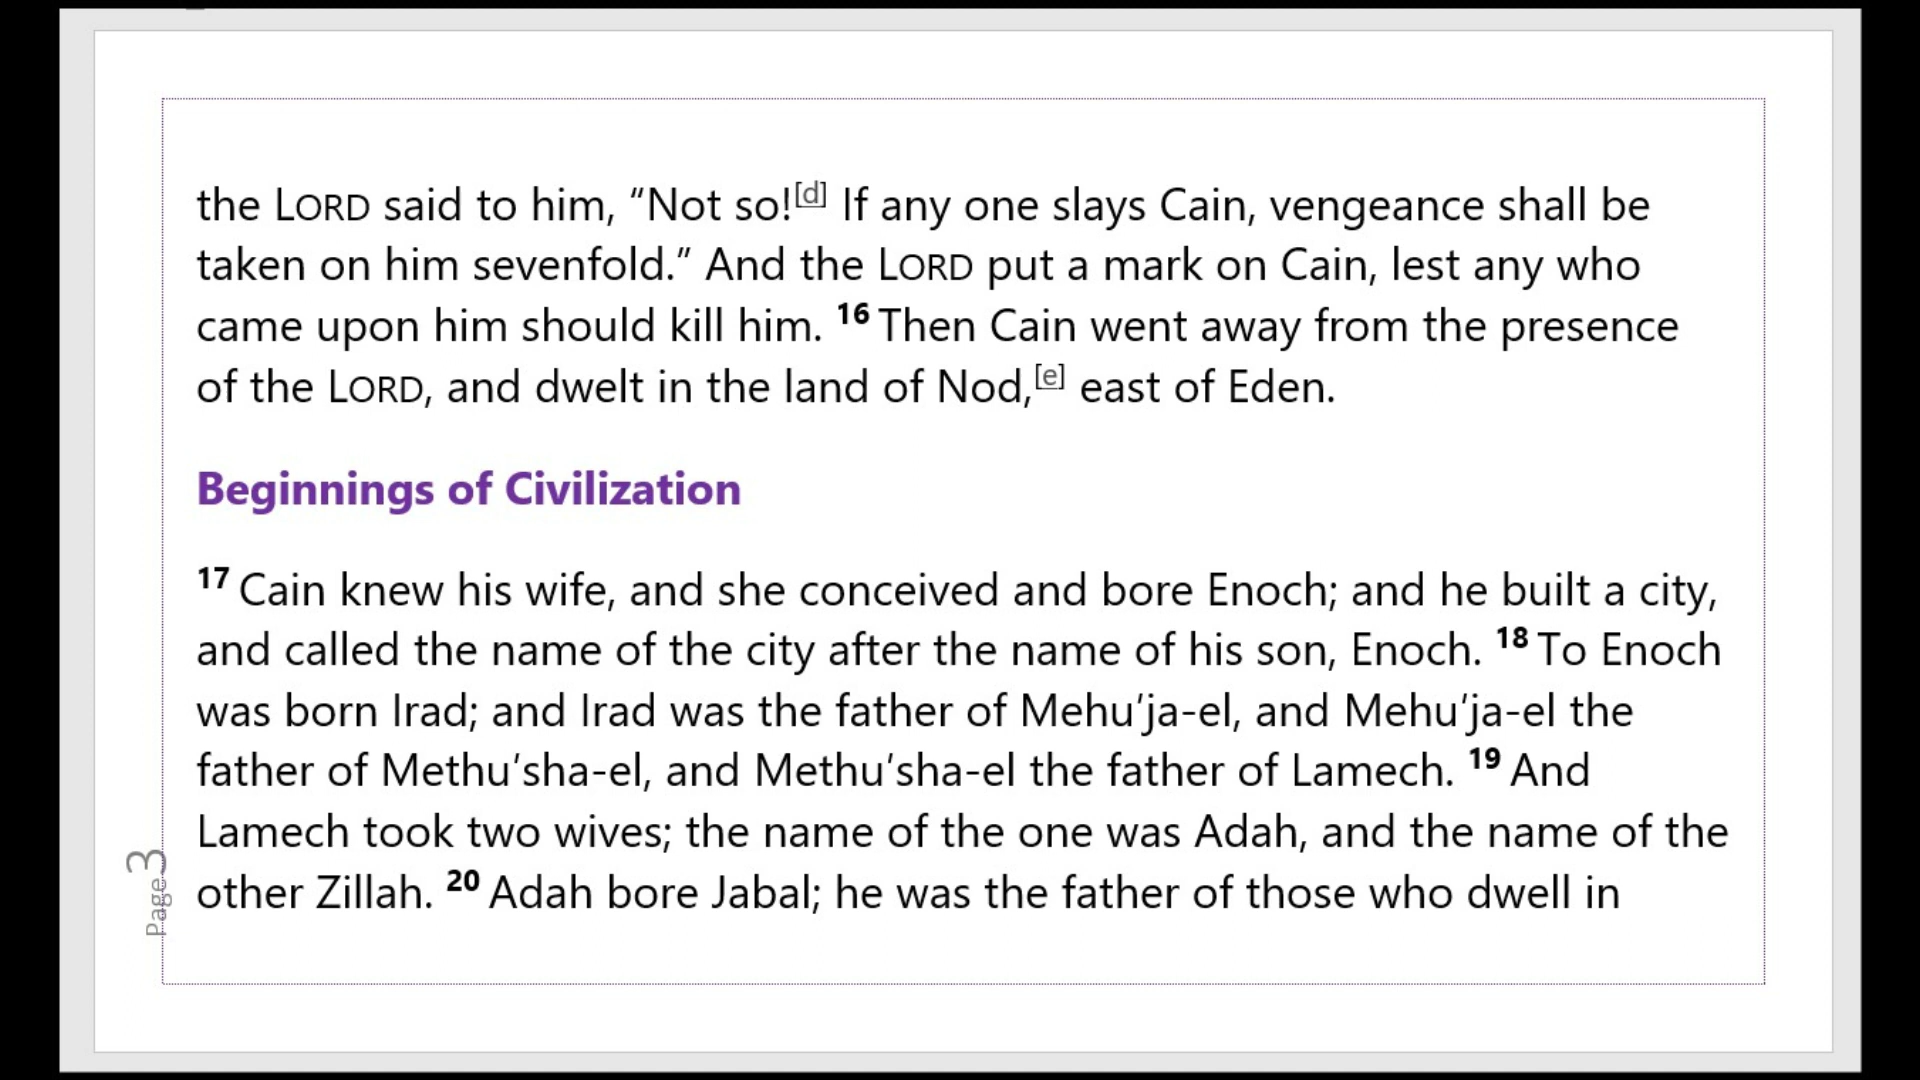 the LORD said to him, “Not so![d] If any one slays Cain, vengeance shall be
taken on him sevenfold.” And the LORD put a mark on Cain, lest any who
came upon him should kill him. 16 Then Cain went away from the presence
of the LORD, and dwelt in the land of Nod,[e] east of Eden.
Beginnings of Civilization
17 Cain knew his wife, and she conceived and bore Enoch; and he built a city,
and called the name of the city after the name of his son, Enoch. 18 To Enoch
was born Irad; and Irad was the father of Mehu′ja-el, and Mehu′ja-el the
father of Methu′sha-el, and Methu′sha-el the father of Lamech. 19 And
Lamech took two wives; the name of the one was Adah, and the name of the
other Zillah. 20 Adah bore Jabal; he was the father of those who dwell in
Page 3